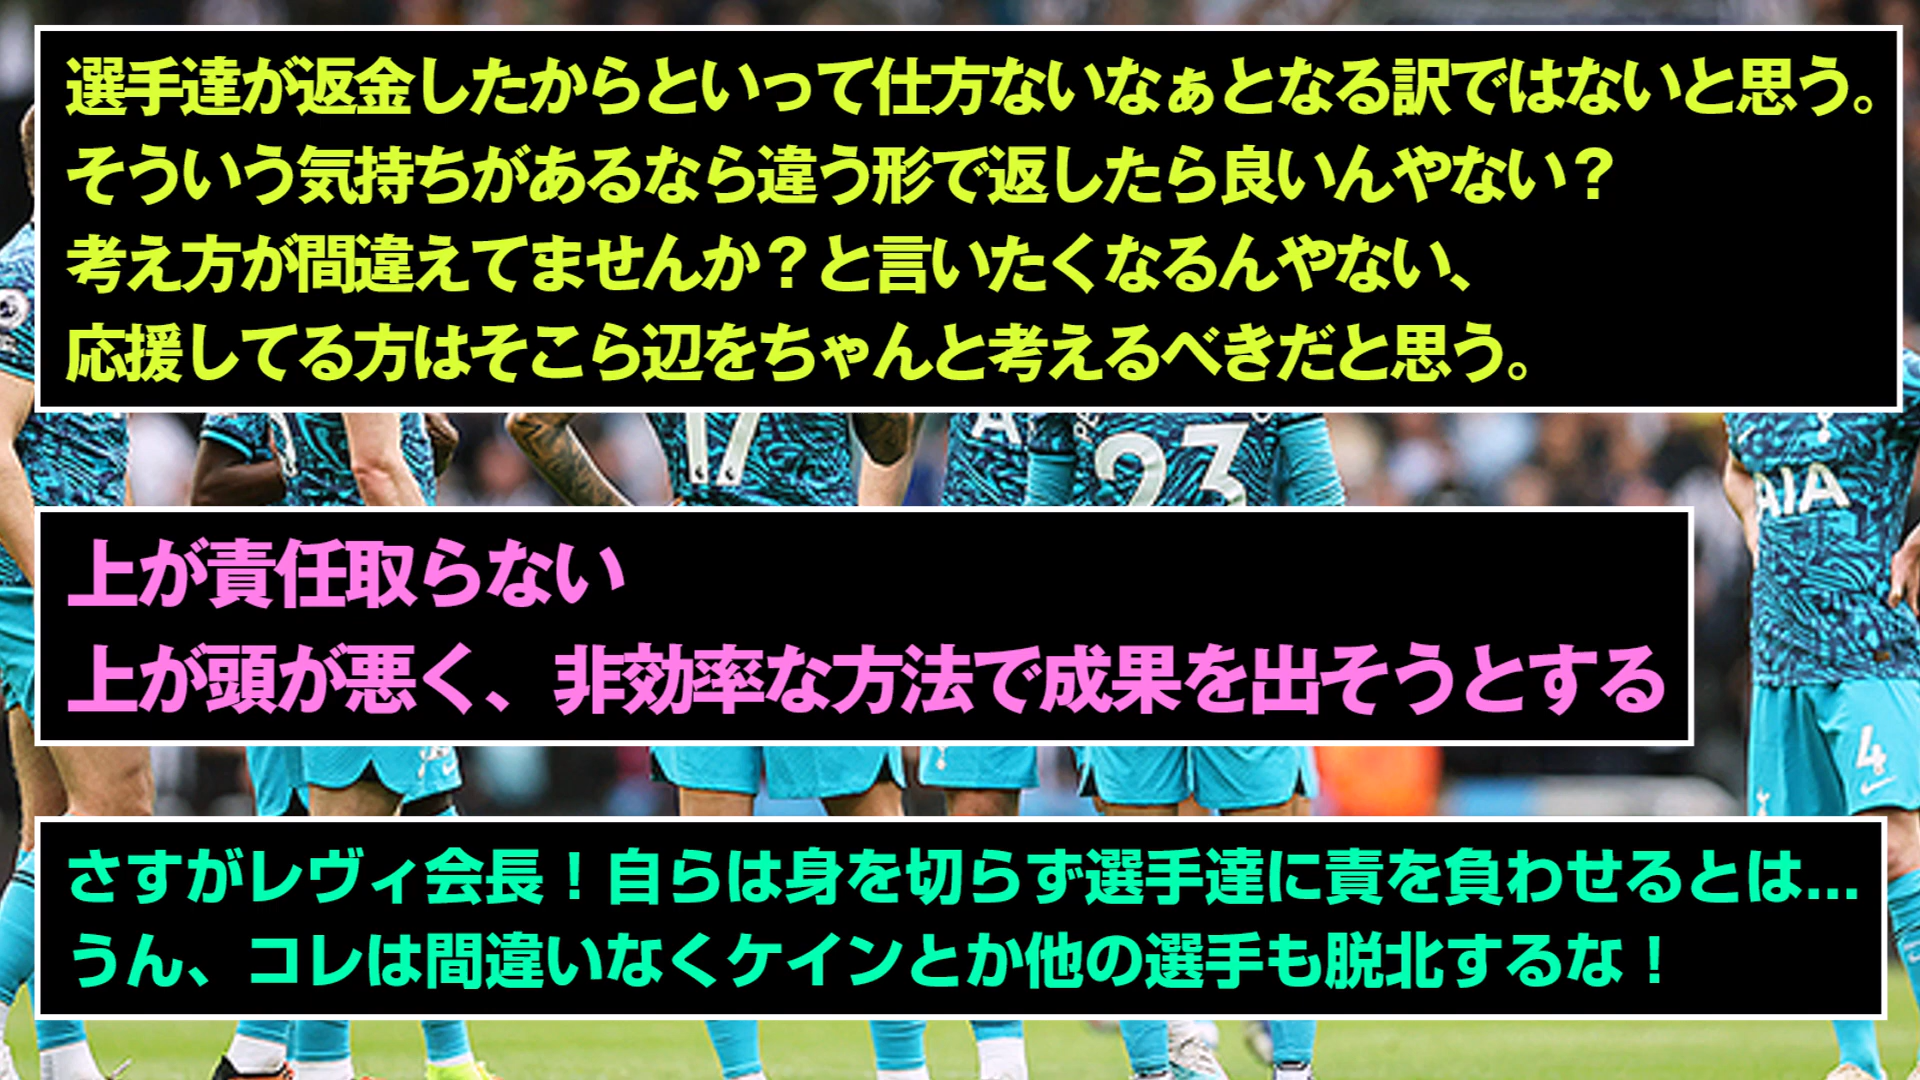 選手達が返金したからといって仕方ないなぁとなる訳ではないと思う。
そういう気持ちがあるなら違う形で返したら良いんやない？
考え方が間違えてませんか？と言いたくなるんやない、
応援してる方はそこら辺をちゃんと考えるべきだと思う。
17
23
AIA
上が責任取らない
上が頭が悪く、非効率な方法で成果を出そうとする
4
さすがレヴィ会長！自らは身を切らず選手達に責を負わせるとは...
うん、コレは間違いなくケインとか他の選手も脱北するな！